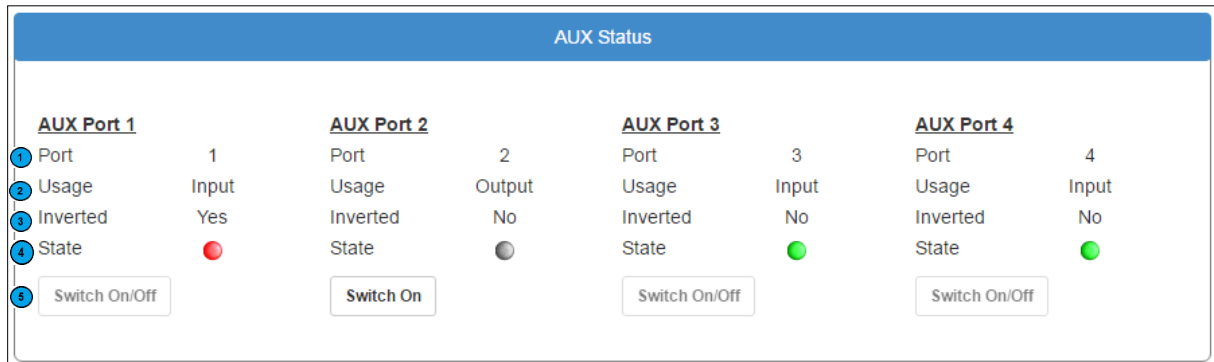 AUX Status
AUX Port 1 AUX Port 2 AUX Port 3 AUX Port 4
1 Port 1 Port 2 Port 3 Port 4
2 Usage Input Usage Output Usage Input Usage Input
3 Inverted Yes Inverted No Inverted No Inverted No
4 State State State State
5 Switch On/Off Switch On Switch On/Off Switch On/Off